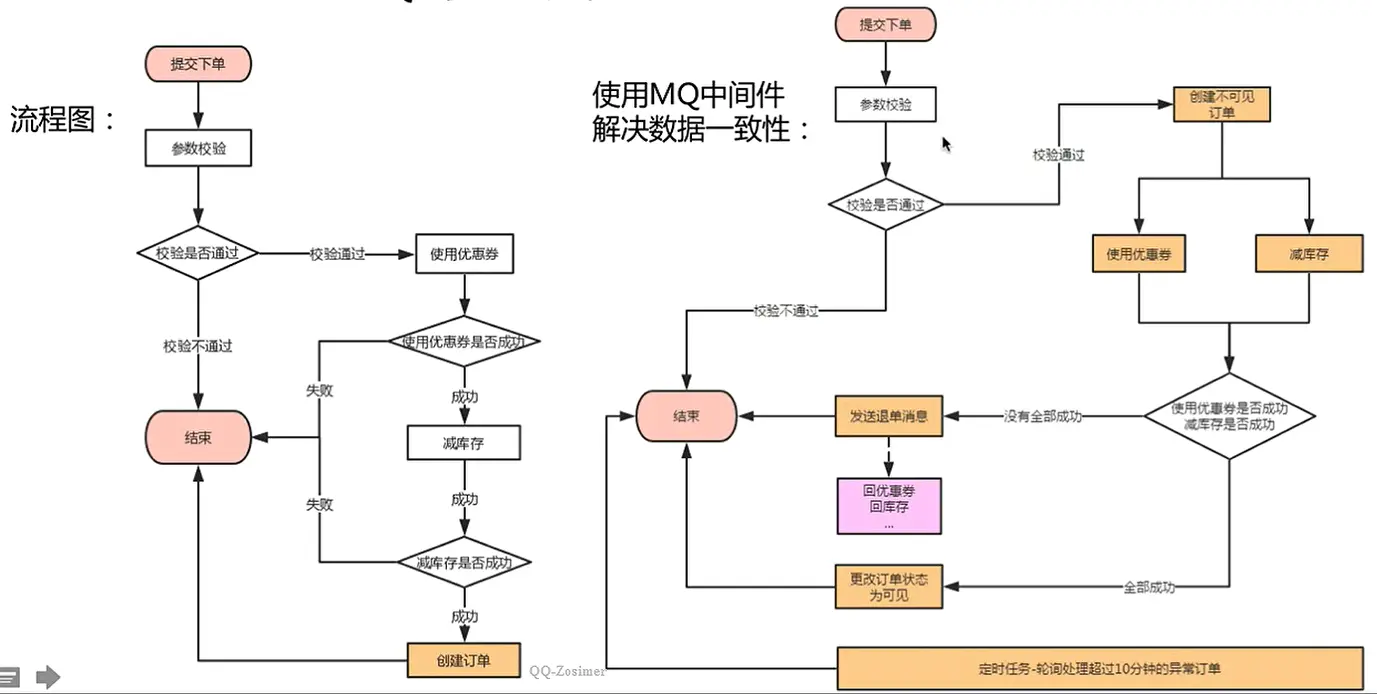 流程图：
提交下单
参数校验
校验是否通过
校验通过
使用优惠券
使用优惠券是否成功
校验不通过
失败
成功
减库存
结束
成功
失败
减库存是否成功
成功
创建订单
QQ-Zosimer
使用MQ中间件
解决数据一致性：
提交下单
参数校验
校验是否通过
校验通过
创建不可见
订单
使用优惠券
减库存
校验不通过
使用优惠券是否成功
减库存是否成功
没有全部成功
发送退单消息
结束
回优惠券
回库存
...
全部成功
更改订单状态
为可见
定时任务-轮询处理超过10分钟的异常订单